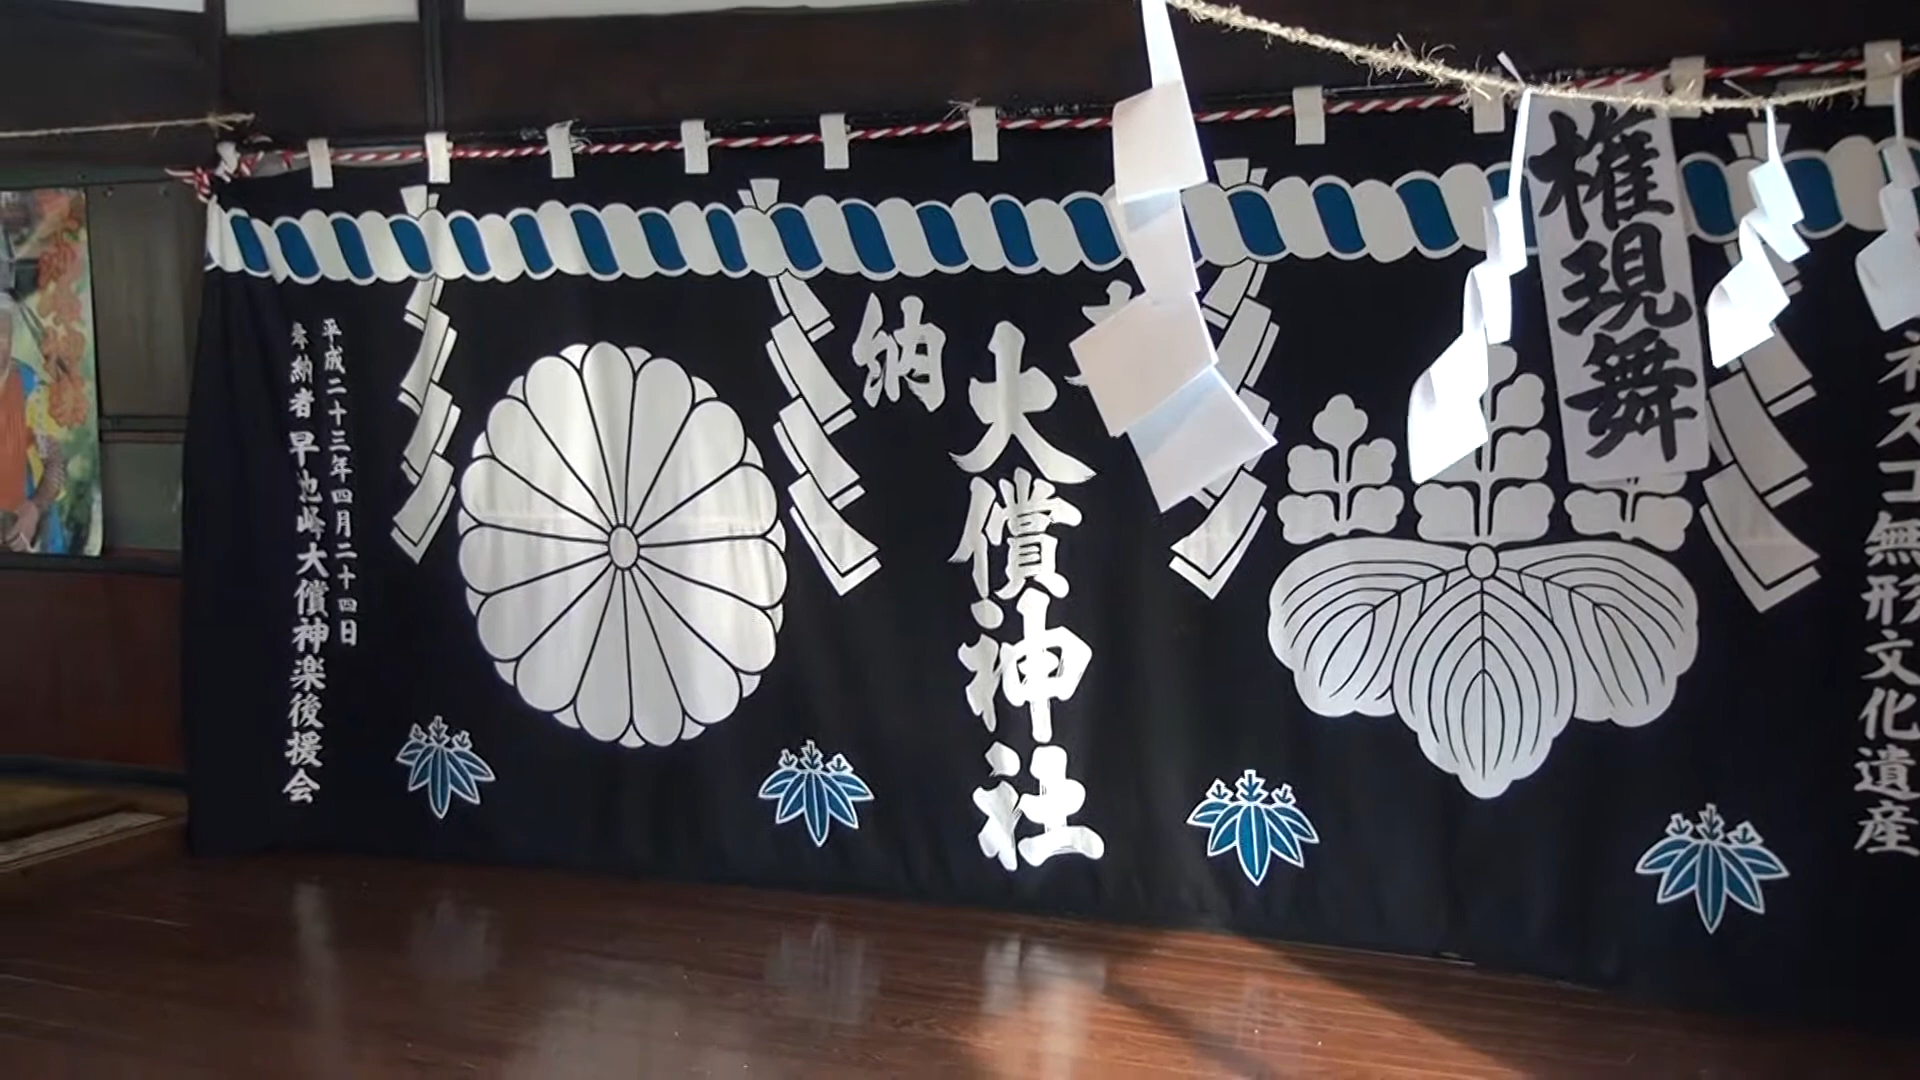 権現舞
ネスコ無形文化遺産
納
大償神社
平成二十三年四月二十四日
奉納者 早池峰大償神楽後援会